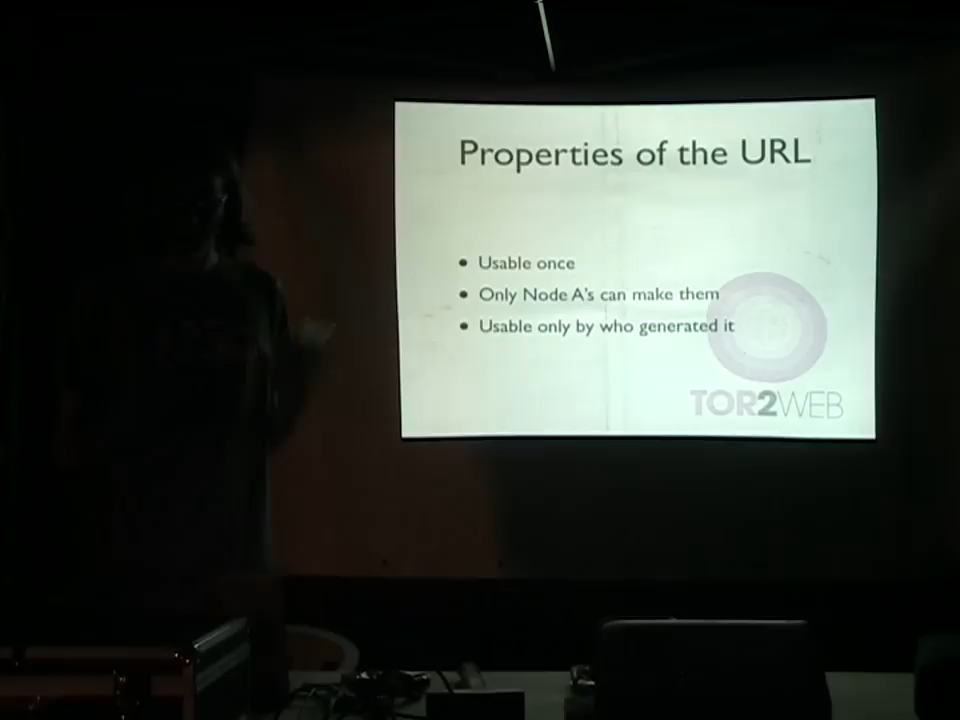 Properties of the URL
• Usable once
• Only Node A's can make them
• Usable only by who generated it
TOR2WEB